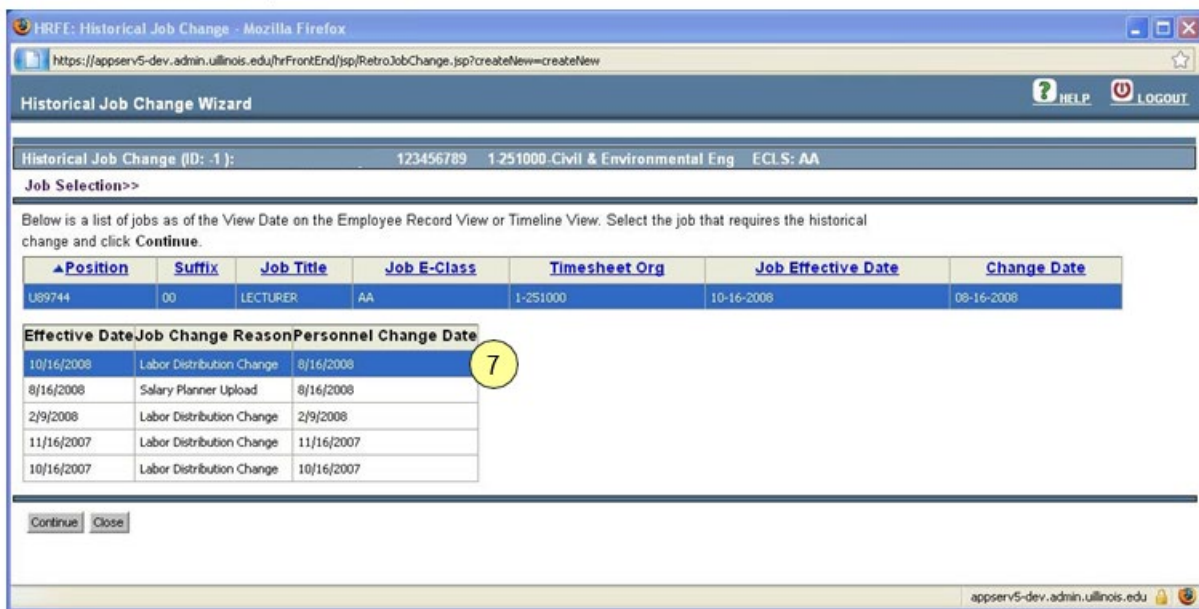 HRFE: Historical Job Change - Mozilla Firefox
https://appserv5-dev.admin.uillinois.edu/hrFrontEnd/jsp/RetroJobChange.jsp?createNew=createNew
Historical Job Change Wizard ? HELP LOGOUT
Historical Job Change (ID: -1 ): 123456789 1-251000-Civil & Environmental Eng ECLS: AA
Job Selection>>
Below is a list of jobs as of the View Date on the Employee Record View or Timeline View. Select the job that requires the historical
change and click Continue.
▲Position Suffix Job Title Job E-Class Timesheet Org Job Effective Date Change Date
U89744 00 LECTURER AA 1-251000 10-16-2008 08-16-2008
Effective Date Job Change Reason Personnel Change Date
10/16/2008 Labor Distribution Change 8/16/2008 7
8/16/2008 Salary Planner Upload 8/16/2008
2/9/2008 Labor Distribution Change 2/9/2008
11/16/2007 Labor Distribution Change 11/16/2007
10/16/2007 Labor Distribution Change 10/16/2007
Continue Close
appserv5-dev.admin.uillinois.edu